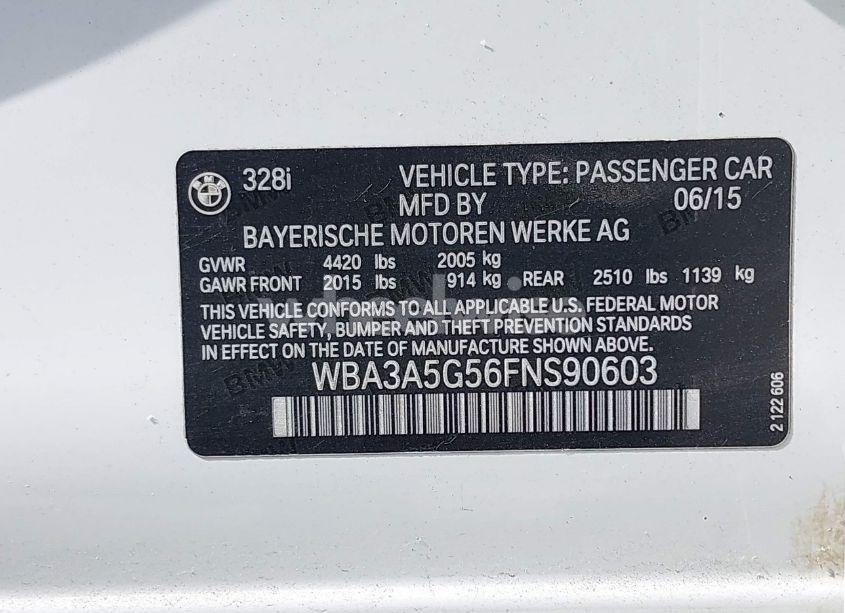 328i VEHICLE TYPE: PASSENGER CAR
MFD BY 06/15
BAYERISCHE MOTOREN WERKE AG
GVWR 4420 lbs 2005 kg
GAWR FRONT 2015 lbs 914 kg REAR 2510 lbs 1139 kg
THIS VEHICLE CONFORMS TO ALL APPLICABLE U.S. FEDERAL MOTOR
VEHICLE SAFETY, BUMPER AND THEFT PREVENTION STANDARDS
IN EFFECT ON THE DATE OF MANUFACTURE SHOWN ABOVE.
WBA3A5G56FNS90603
2 122 606